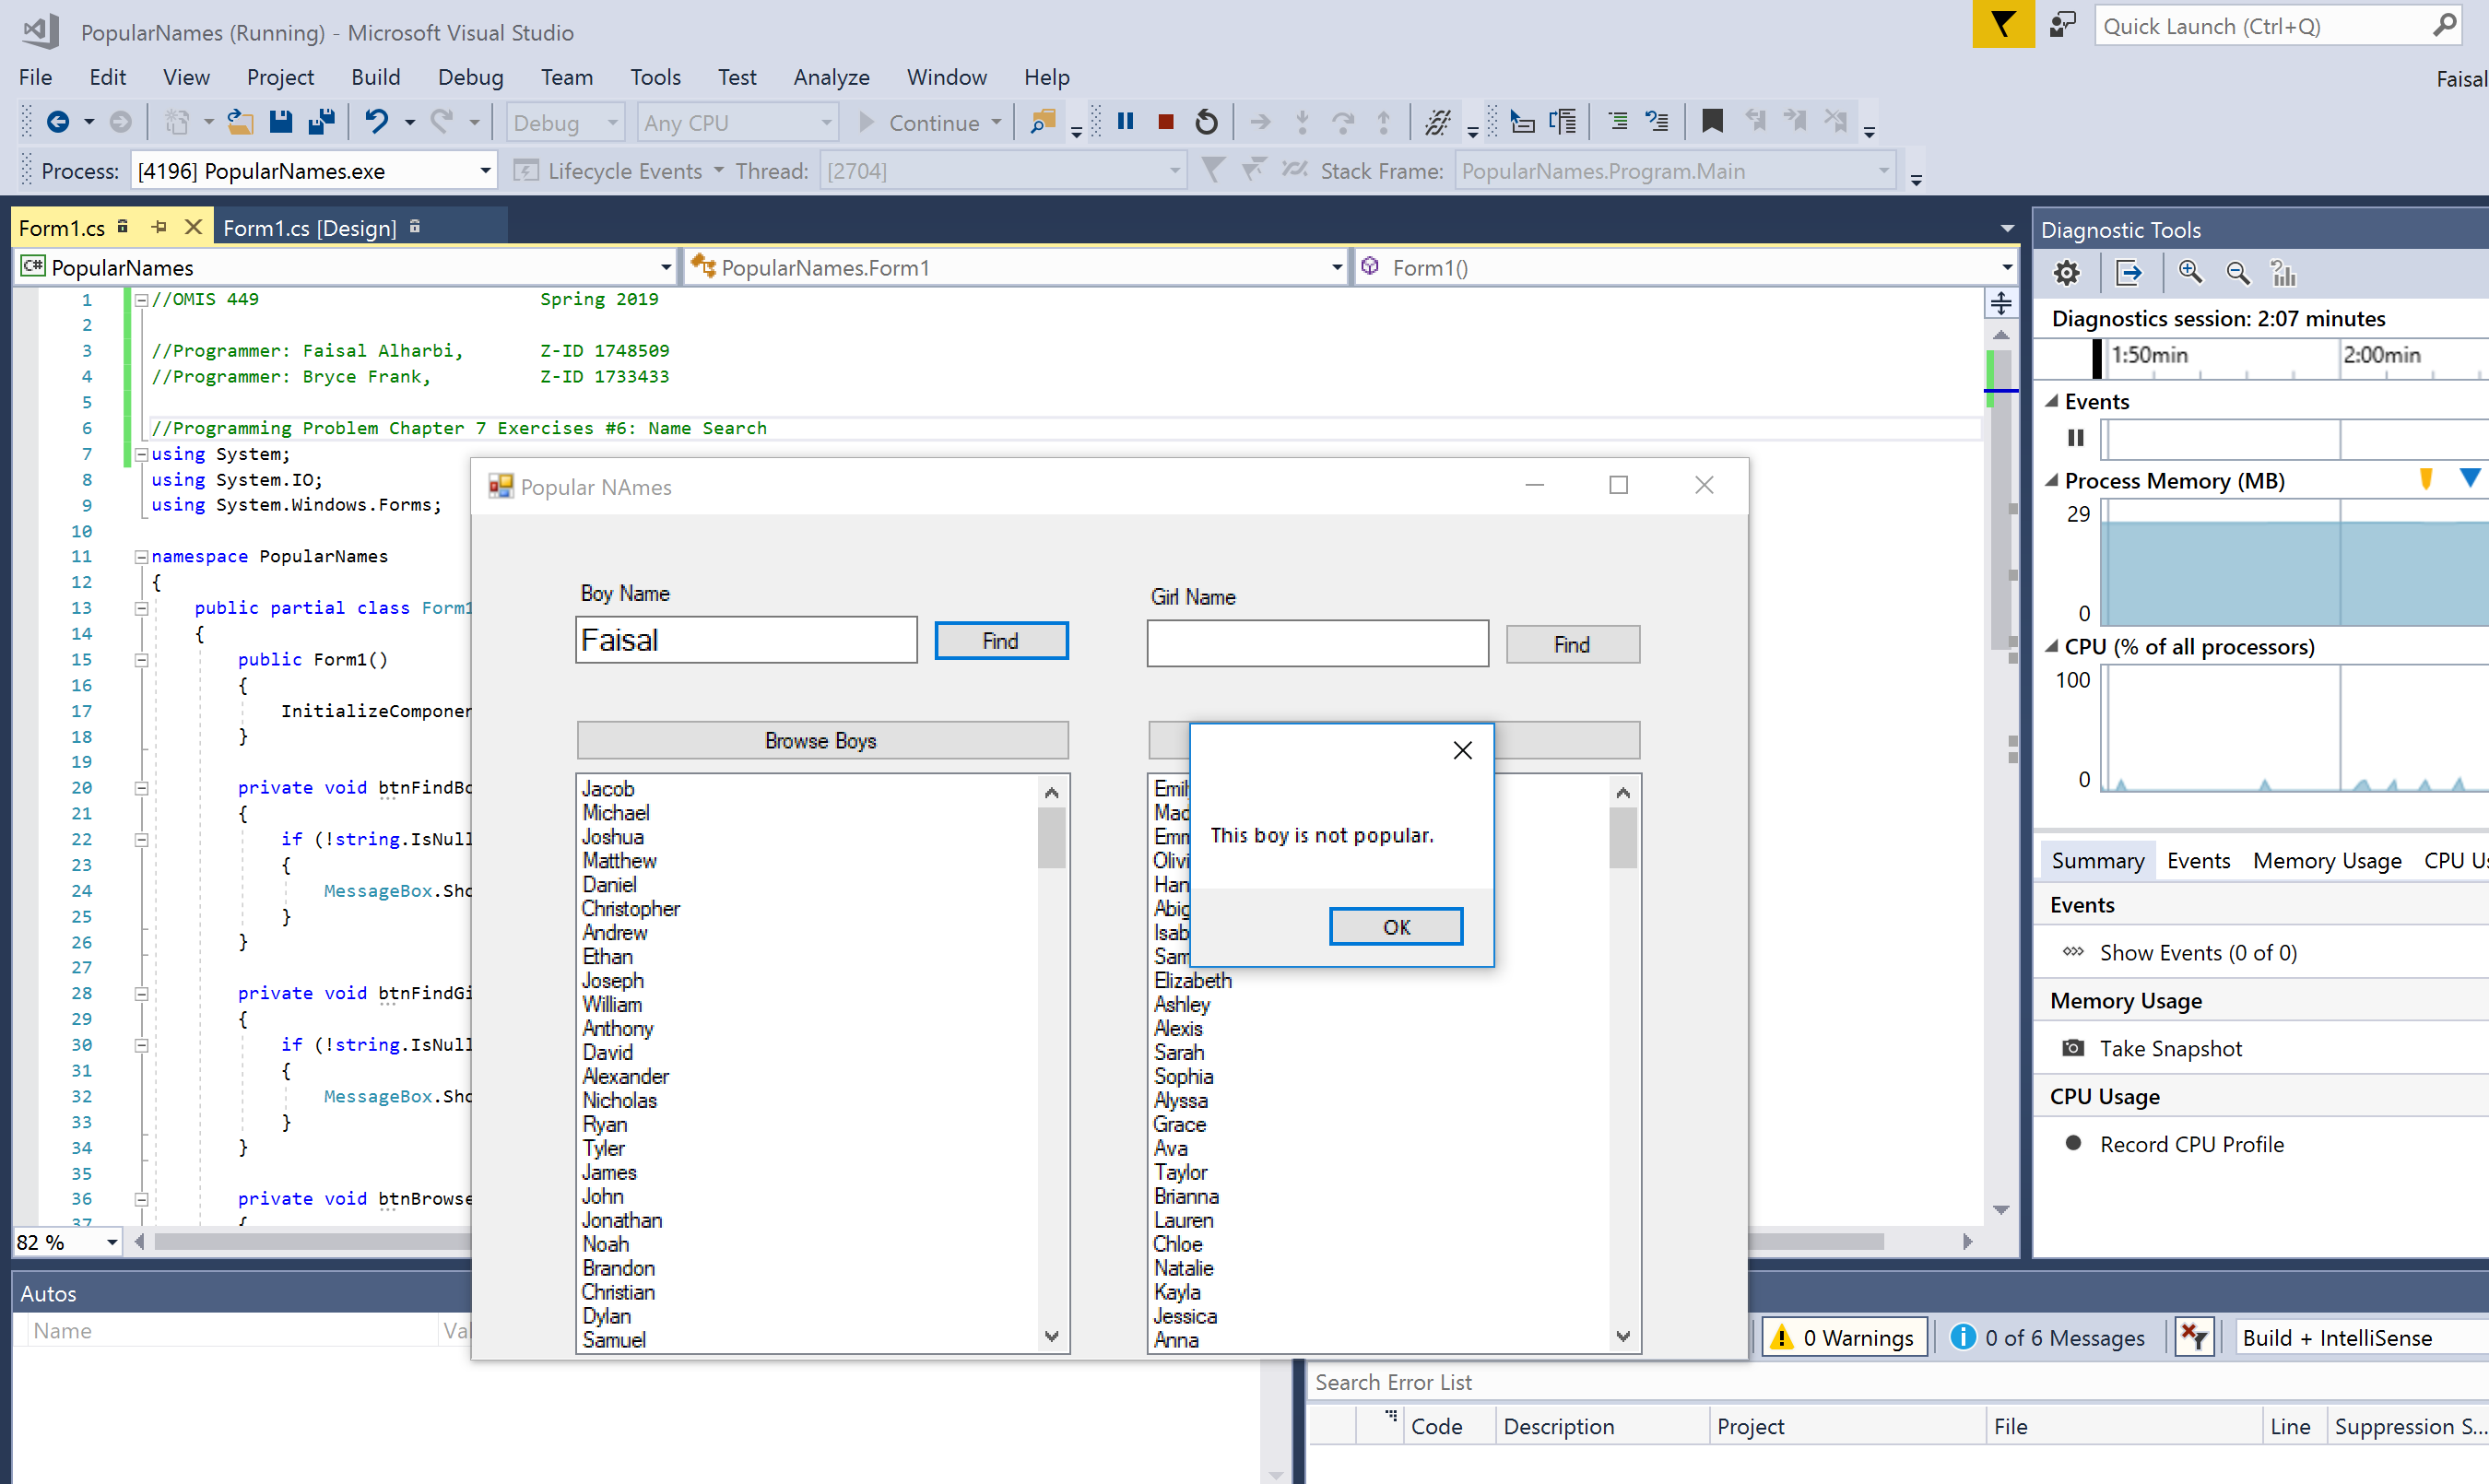 PopularNames (Running) - Microsoft Visual Studio
Quick Launch (Ctrl+Q)
File Edit View Project Build Debug Team Tools Test Analyze Window Help
Faisal
Debug Any CPU Continue
Process: [4196] PopularNames.exe Lifecycle Events Thread: [2704] Stack Frame: PopularNames.Program.Main
Form1.cs Form1.cs [Design]
C# PopularNames PopularNames.Form1 Form1()
1 //OMIS 449 Spring 2019
2
3 //Programmer: Faisal Alharbi, Z-ID 1748509
4 //Programmer: Bryce Frank, Z-ID 1733433
5
6 //Programming Problem Chapter 7 Exercises #6: Name Search
7 using System;
8 using System.IO;
9 using System.Windows.Forms;
10
11 namespace PopularNames
12 {
13 public partial class Form1
14 {
15 public Form1()
16 {
17 InitializeComponen
18 }
19
20 private void btnFindBo
21 {
22 if (!string.IsNull
23 {
24 MessageBox.Sho
25 }
26 }
27
28 private void btnFindGi
29 {
30 if (!string.IsNull
31 {
32 MessageBox.Sho
33 }
34 }
35
36 private void btnBrowse
37 {
82 %
Popular NAmes
Boy Name
Faisal
Find
Browse Boys
Jacob
Michael
Joshua
Matthew
Daniel
Christopher
Andrew
Ethan
Joseph
William
Anthony
David
Alexander
Nicholas
Ryan
Tyler
James
John
Jonathan
Noah
Brandon
Christian
Dylan
Samuel
Girl Name
Find
Emily
Mad
Emm
Olivi
Han
Abig
Isab
Sam
Elizabeth
Ashley
Alexis
Sarah
Sophia
Alyssa
Grace
Ava
Taylor
Brianna
Lauren
Chloe
Natalie
Kayla
Jessica
Anna
This boy is not popular.
OK
Diagnostic Tools
Diagnostics session: 2:07 minutes
1:50min 2:00min
Events
Process Memory (MB)
29
0
CPU (% of all processors)
100
0
Summary Events Memory Usage CPU Us
Events
Show Events (0 of 0)
Memory Usage
Take Snapshot
CPU Usage
Record CPU Profile
Autos
Name Val
0 Warnings 0 of 6 Messages Build + IntelliSense
Search Error List
Code Description Project File Line Suppression S...